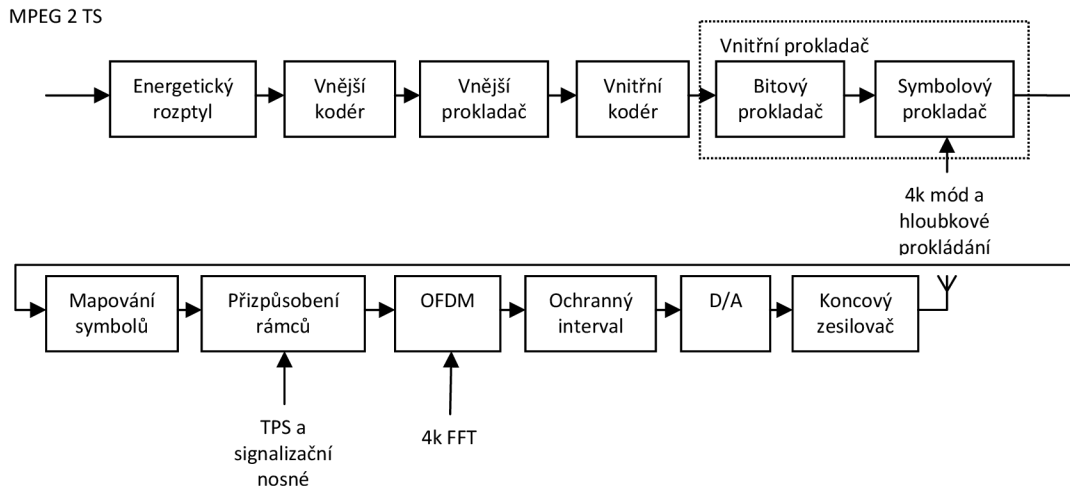 MPEG 2 TS
Vnitřní prokladač
Energetický
rozptyl
Vnější
kodér
Vnější
prokladač
Vnitřní
kodér
Bitový
prokladač
Symbolový
prokladač
4k mód a
hloubkové
prokládání
Mapování
symbolů
Přizpůsobení
rámců
OFDM
Ochranný
interval
D/A
Koncový
zesilovač
TPS a
signalizační
nosné
4k FFT